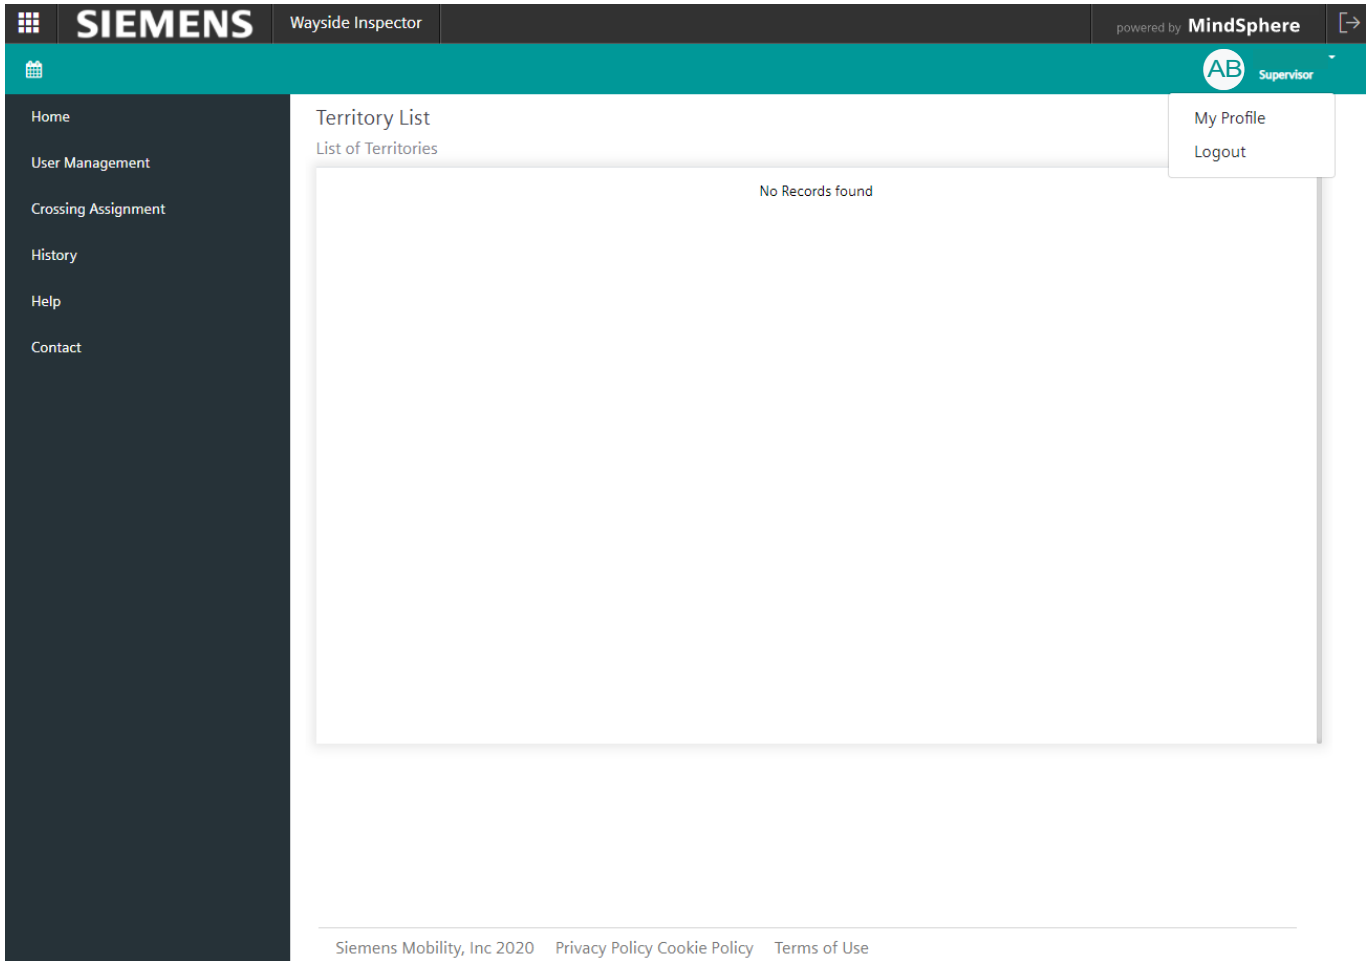 SIEMENS Wayside Inspector powered by MindSphere
AB Supervisor
Home
User Management
Crossing Assignment
History
Help
Contact
Territory List
List of Territories
My Profile
Logout
No Records found
Siemens Mobility, Inc 2020 Privacy Policy Cookie Policy Terms of Use